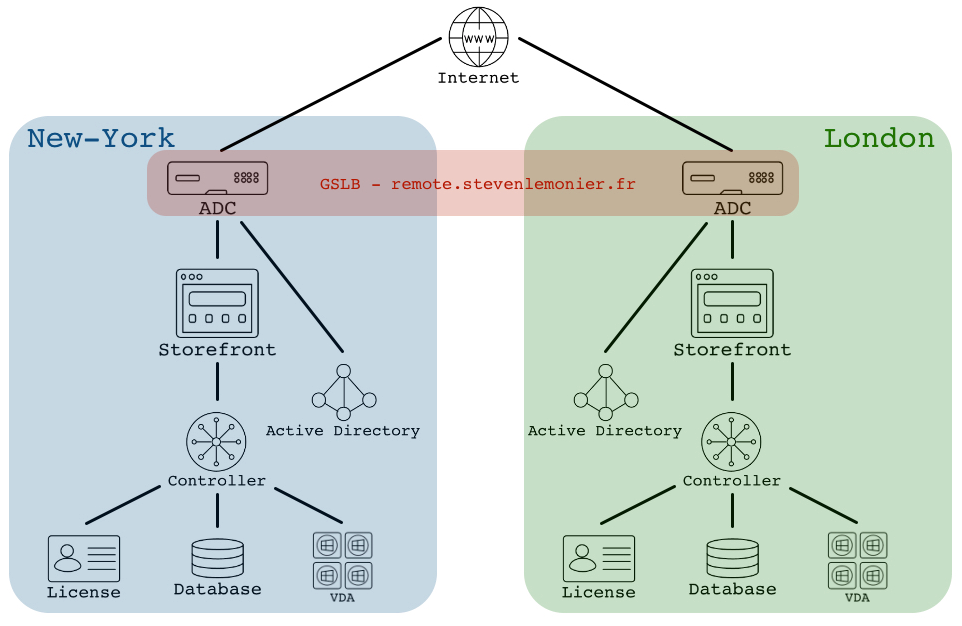 WWW
Internet
New-York
London
GSLB - remote.stevenlemonier.fr
ADC
ADC
Storefront
Storefront
Active Directory
Active Directory
Controller
Controller
License
Database
VDA
License
Database
VDA